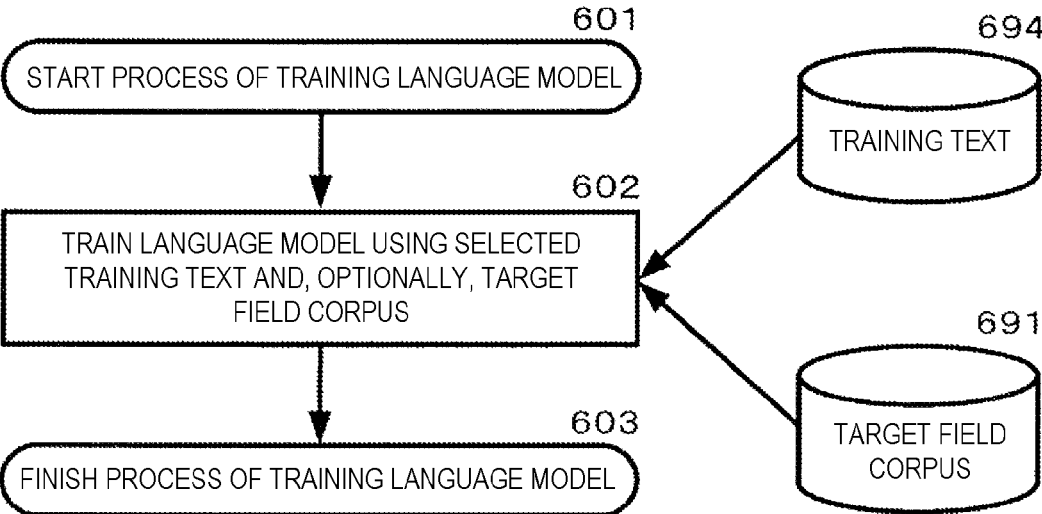 601
START PROCESS OF TRAINING LANGUAGE MODEL
694
TRAINING TEXT
602
TRAIN LANGUAGE MODEL USING SELECTED
TRAINING TEXT AND, OPTIONALLY, TARGET
FIELD CORPUS
691
TARGET FIELD
CORPUS
603
FINISH PROCESS OF TRAINING LANGUAGE MODEL